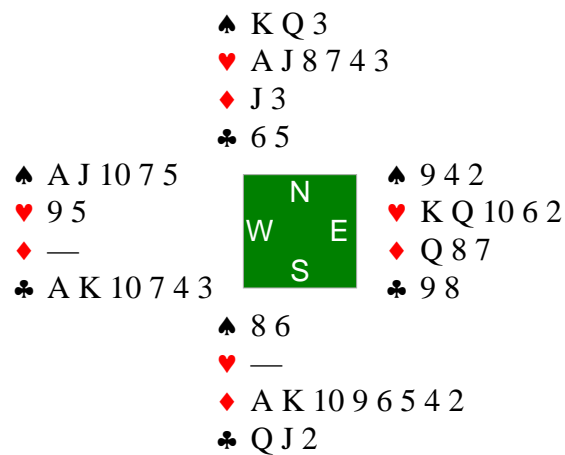 ♠ K Q 3
♥ A J 8 7 4 3
♦ J 3
♣ 6 5
♠ A J 10 7 5
♥ 9 5
♦ —
♣ A K 10 7 4 3
N
W E
S
♠ 9 4 2
♥ K Q 10 6 2
♦ Q 8 7
♣ 9 8
♠ 8 6
♥ —
♦ A K 10 9 6 5 4 2
♣ Q J 2